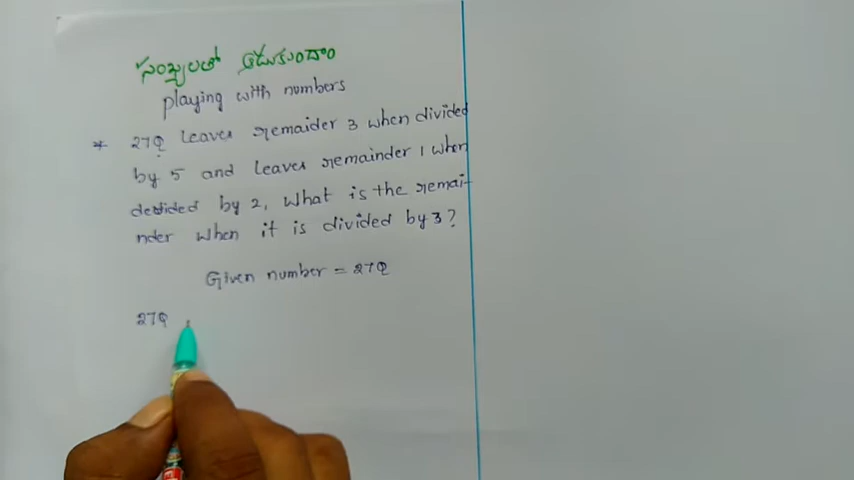 సంఖ్యలతో ఆడుకుందాం
playing with numbers
* 27Q leaves remaider 3 when divided
by 5 and leaves remainder 1 when
by 2, what is the remai-
nder when it is divided by 3?
Given number = 27Q
27Q